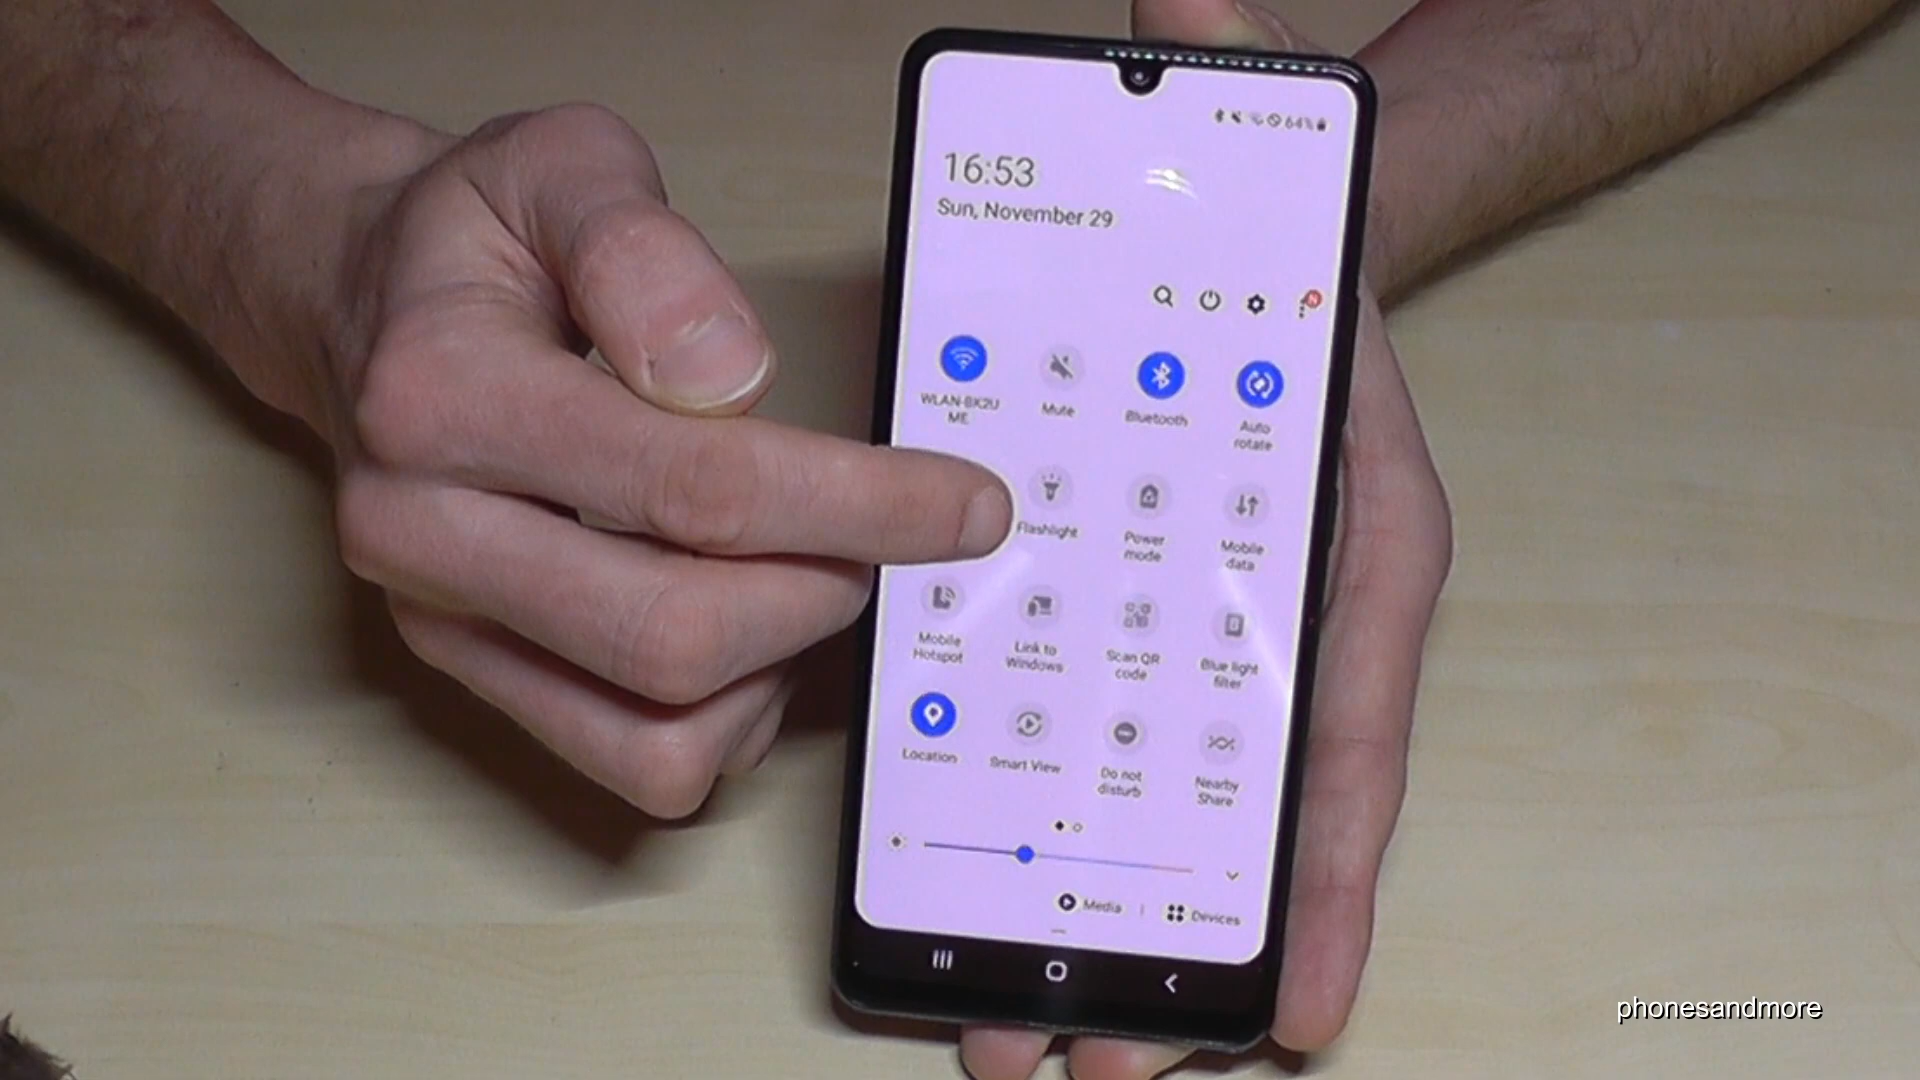 64%
16:53
Sun, November 29
N
WLAN-BK2U
ME
Mute
Bluetooth
Auto
rotate
Flashlight
Power
mode
Mobile
data
Mobile
Hotspot
Link to
Windows
Scan QR
code
Blue light
filter
Location
Smart View
Do not
disturb
Nearby
Share
Media
Devices
phonesandmore